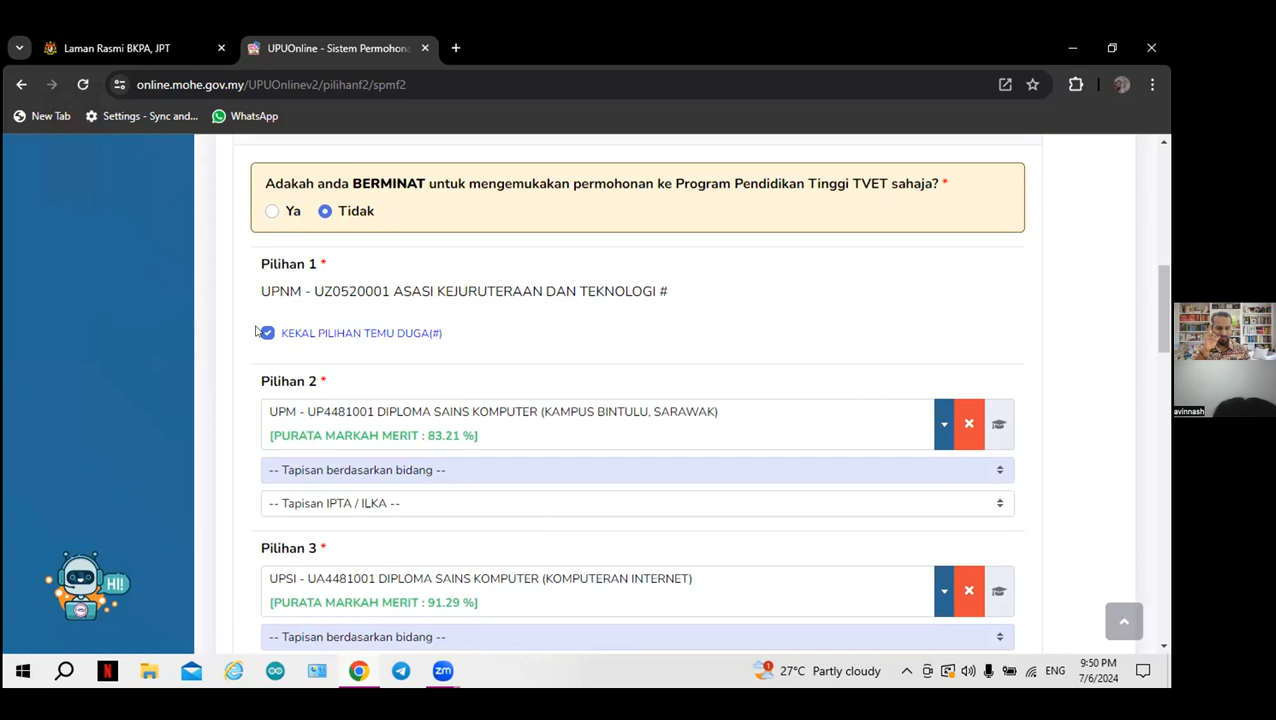 Laman Rasmi BKPA, JPT
UPUOnline - Sistem Permohona
online.mohe.gov.my/UPUOnlinev2/pilihanf2/spmf2
New Tab
Settings - Sync and...
WhatsApp
Adakah anda BERMINAT untuk mengemukakan permohonan ke Program Pendidikan Tinggi TVET sahaja? *
Ya
Tidak
Pilihan 1 *
UPNM - UZ0520001 ASASI KEJURUTERAAN DAN TEKNOLOGI #
KEKAL PILIHAN TEMU DUGA(#)
Pilihan 2 *
UPM - UP4481001 DIPLOMA SAINS KOMPUTER (KAMPUS BINTULU, SARAWAK)
[PURATA MARKAH MERIT : 83.21 %]
-- Tapisan berdasarkan bidang --
-- Tapisan IPTA / ILKA --
Pilihan 3 *
UPSI - UA4481001 DIPLOMA SAINS KOMPUTER (KOMPUTERAN INTERNET)
[PURATA MARKAH MERIT : 91.29 %]
-- Tapisan berdasarkan bidang --
HI!
avinnash
N
zm
1
27°C Partly cloudy
ENG
9:50 PM
7/6/2024